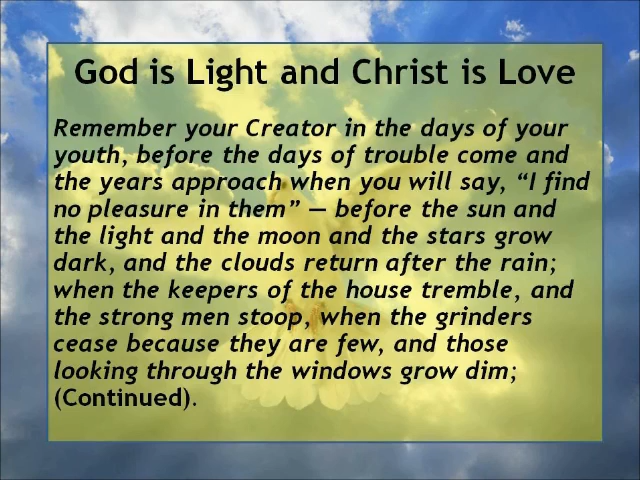 God is Light and Christ is Love
Remember your Creator in the days of your
youth, before the days of trouble come and
the years approach when you will say, “I find
no pleasure in them” — before the sun and
the light and the moon and the stars grow
dark, and the clouds return after the rain;
when the keepers of the house tremble, and
the strong men stoop, when the grinders
cease because they are few, and those
looking through the windows grow dim;
(Continued).